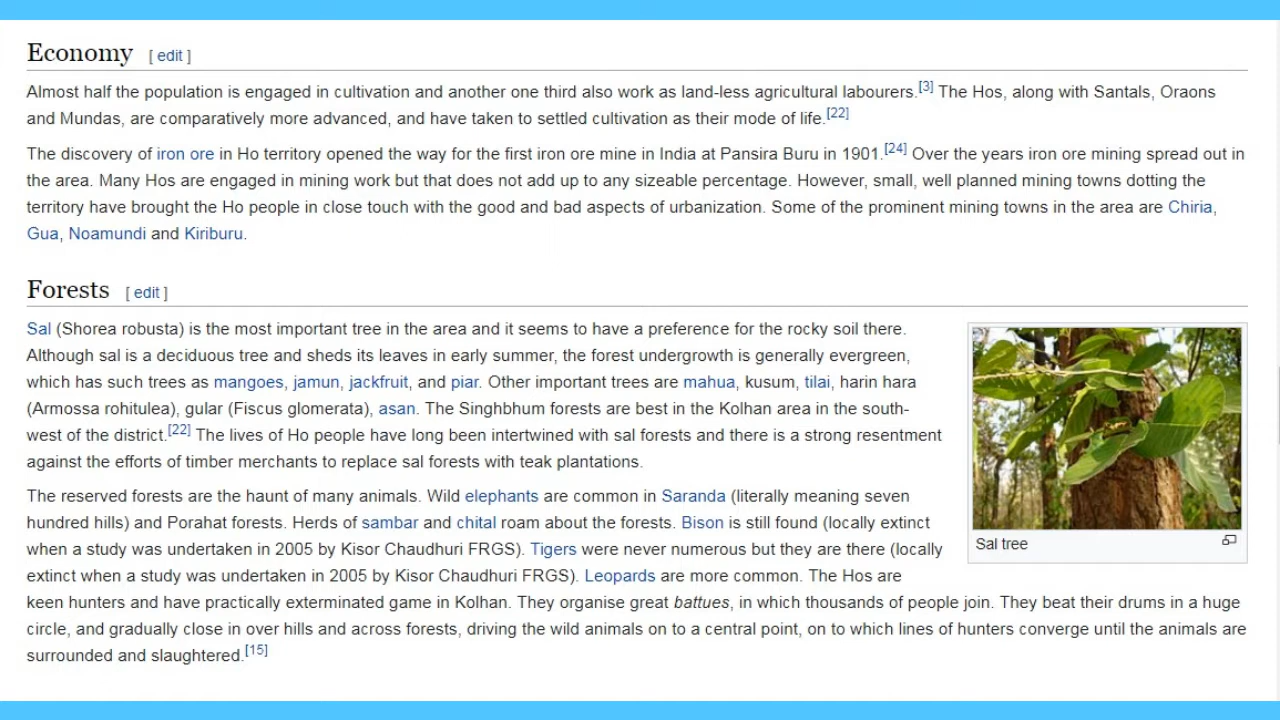 Economy [ edit ]
Almost half the population is engaged in cultivation and another one third also work as land-less agricultural labourers.[3] The Hos, along with Santals, Oraons
and Mundas, are comparatively more advanced, and have taken to settled cultivation as their mode of life.[22]
The discovery of iron ore in Ho territory opened the way for the first iron ore mine in India at Pansira Buru in 1901.[24] Over the years iron ore mining spread out in
the area. Many Hos are engaged in mining work but that does not add up to any sizeable percentage. However, small, well planned mining towns dotting the
territory have brought the Ho people in close touch with the good and bad aspects of urbanization. Some of the prominent mining towns in the area are Chiria,
Gua, Noamundi and Kiriburu.
Forests [ edit ]
Sal (Shorea robusta) is the most important tree in the area and it seems to have a preference for the rocky soil there.
Although sal is a deciduous tree and sheds its leaves in early summer, the forest undergrowth is generally evergreen,
which has such trees as mangoes, jamun, jackfruit, and piar. Other important trees are mahua, kusum, tilai, harin hara
(Armossa rohitulea), gular (Fiscus glomerata), asan. The Singhbhum forests are best in the Kolhan area in the south-
west of the district.[22] The lives of Ho people have long been intertwined with sal forests and there is a strong resentment
against the efforts of timber merchants to replace sal forests with teak plantations.
The reserved forests are the haunt of many animals. Wild elephants are common in Saranda (literally meaning seven
hundred hills) and Porahat forests. Herds of sambar and chital roam about the forests. Bison is still found (locally extinct
when a study was undertaken in 2005 by Kisor Chaudhuri FRGS). Tigers were never numerous but they are there (locally
extinct when a study was undertaken in 2005 by Kisor Chaudhuri FRGS). Leopards are more common. The Hos are
keen hunters and have practically exterminated game in Kolhan. They organise great battues, in which thousands of people join. They beat their drums in a huge
circle, and gradually close in over hills and across forests, driving the wild animals on to a central point, on to which lines of hunters converge until the animals are
surrounded and slaughtered.[15]
Sal tree